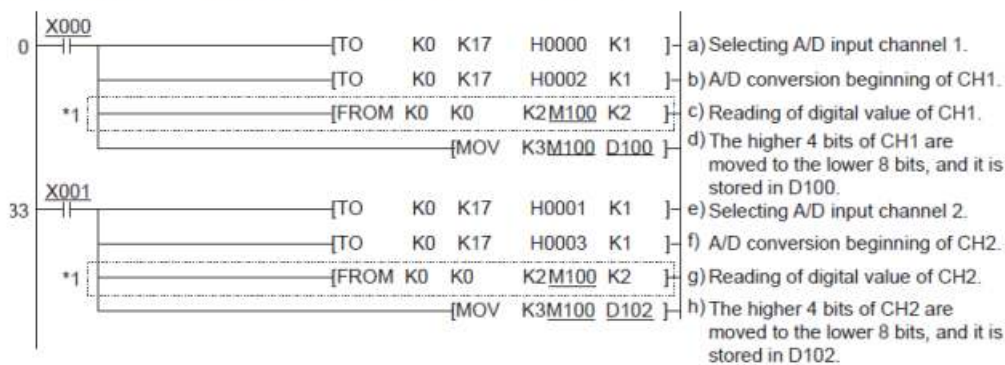 X000
0 [TO K0 K17 H0000 K1 ] a) Selecting A/D input channel 1.
[TO K0 K17 H0002 K1 ] b) A/D conversion beginning of CH1.
*1 [FROM K0 K0 K2M100 K2 ] c) Reading of digital value of CH1.
[MOV K3M100 D100 ] d) The higher 4 bits of CH1 are
moved to the lower 8 bits, and it is
stored in D100.
X001
33 [TO K0 K17 H0001 K1 ] e) Selecting A/D input channel 2.
[TO K0 K17 H0003 K1 ] f) A/D conversion beginning of CH2.
*1 [FROM K0 K0 K2M100 K2 ] g) Reading of digital value of CH2.
[MOV K3M100 D102 ] h) The higher 4 bits of CH2 are
moved to the lower 8 bits, and it is
stored in D102.